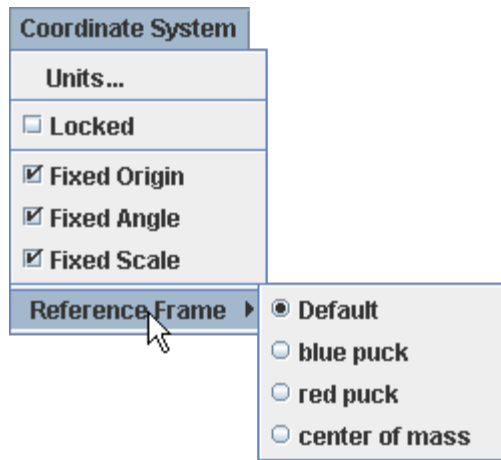 Coordinate System
Units...
Locked
Fixed Origin
Fixed Angle
Fixed Scale
Reference Frame
Default
blue puck
red puck
center of mass